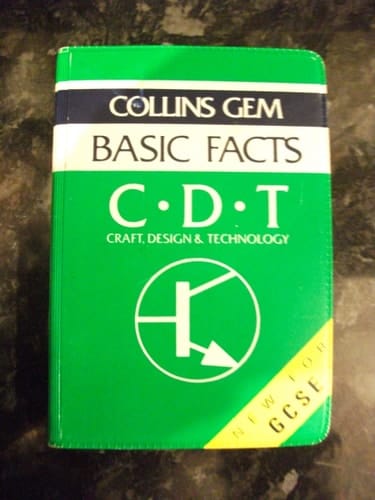 COLLINS GEM
BASIC FACTS
C·D·T
CRAFT, DESIGN & TECHNOLOGY
NEW FOR
GCSE